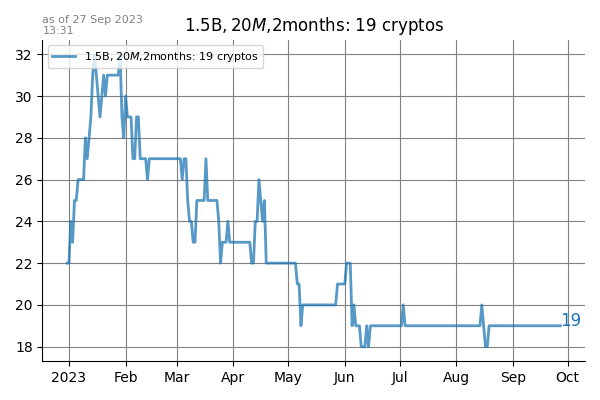 as of 27 Sep 2023
13:31
1.5B, 20M,2months: 19 cryptos
1.5B, 20M,2months: 19 cryptos
32
30
28
26
24
22
20
18
19
2023 Feb Mar Apr May Jun Jul Aug Sep Oct